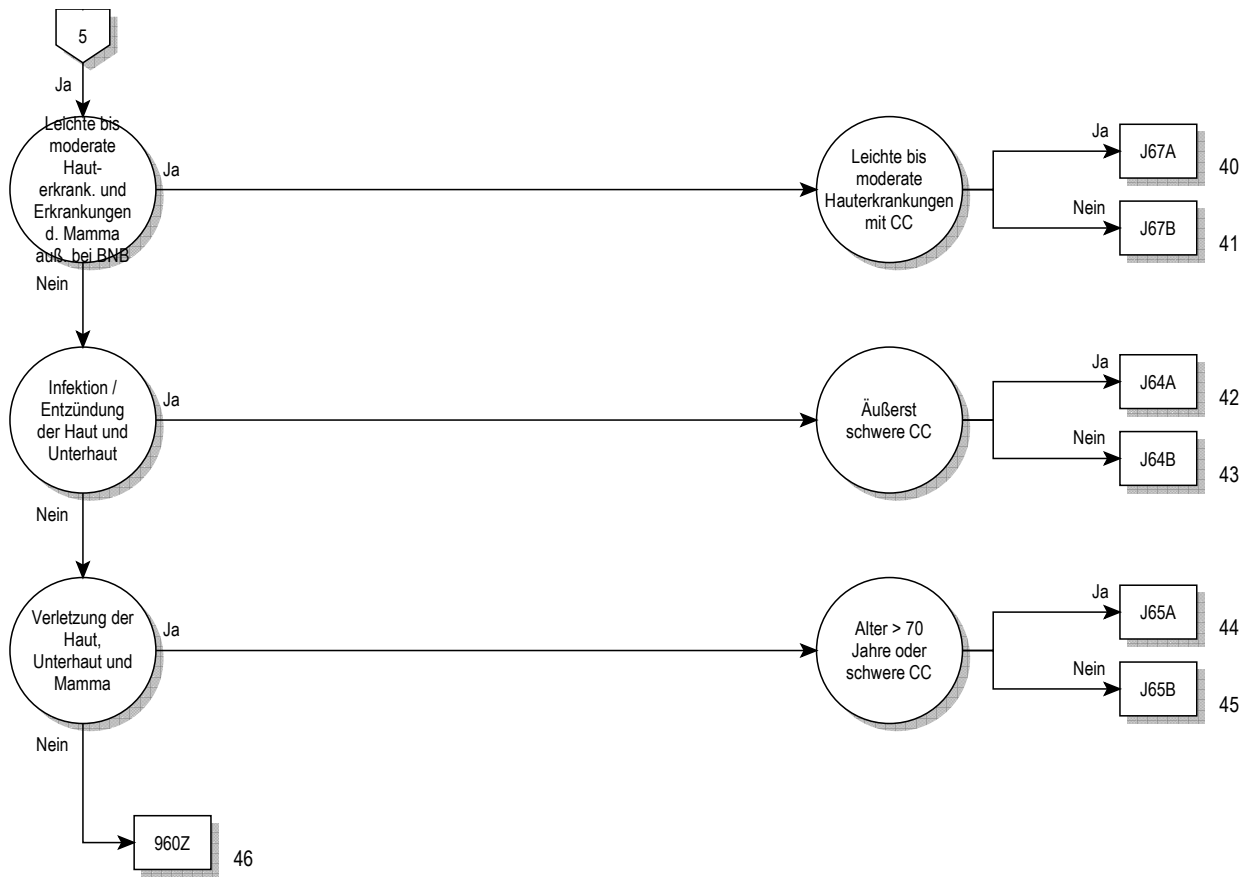 5
Ja
Leichte bis
moderate
Haut-
erkrank. und
Erkrankungen
d. Mamma
auß. bei BNB
Ja
Leichte bis
moderate
Hauterkrankungen
mit CC
Ja
J67A
40
Nein
J67B
41
Nein
Infektion /
Entzündung
der Haut und
Unterhaut
Ja
Äußerst
schwere CC
Ja
J64A
42
Nein
J64B
43
Nein
Verletzung der
Haut,
Unterhaut und
Mamma
Ja
Alter > 70
Jahre oder
schwere CC
Ja
J65A
44
Nein
J65B
45
Nein
960Z
46